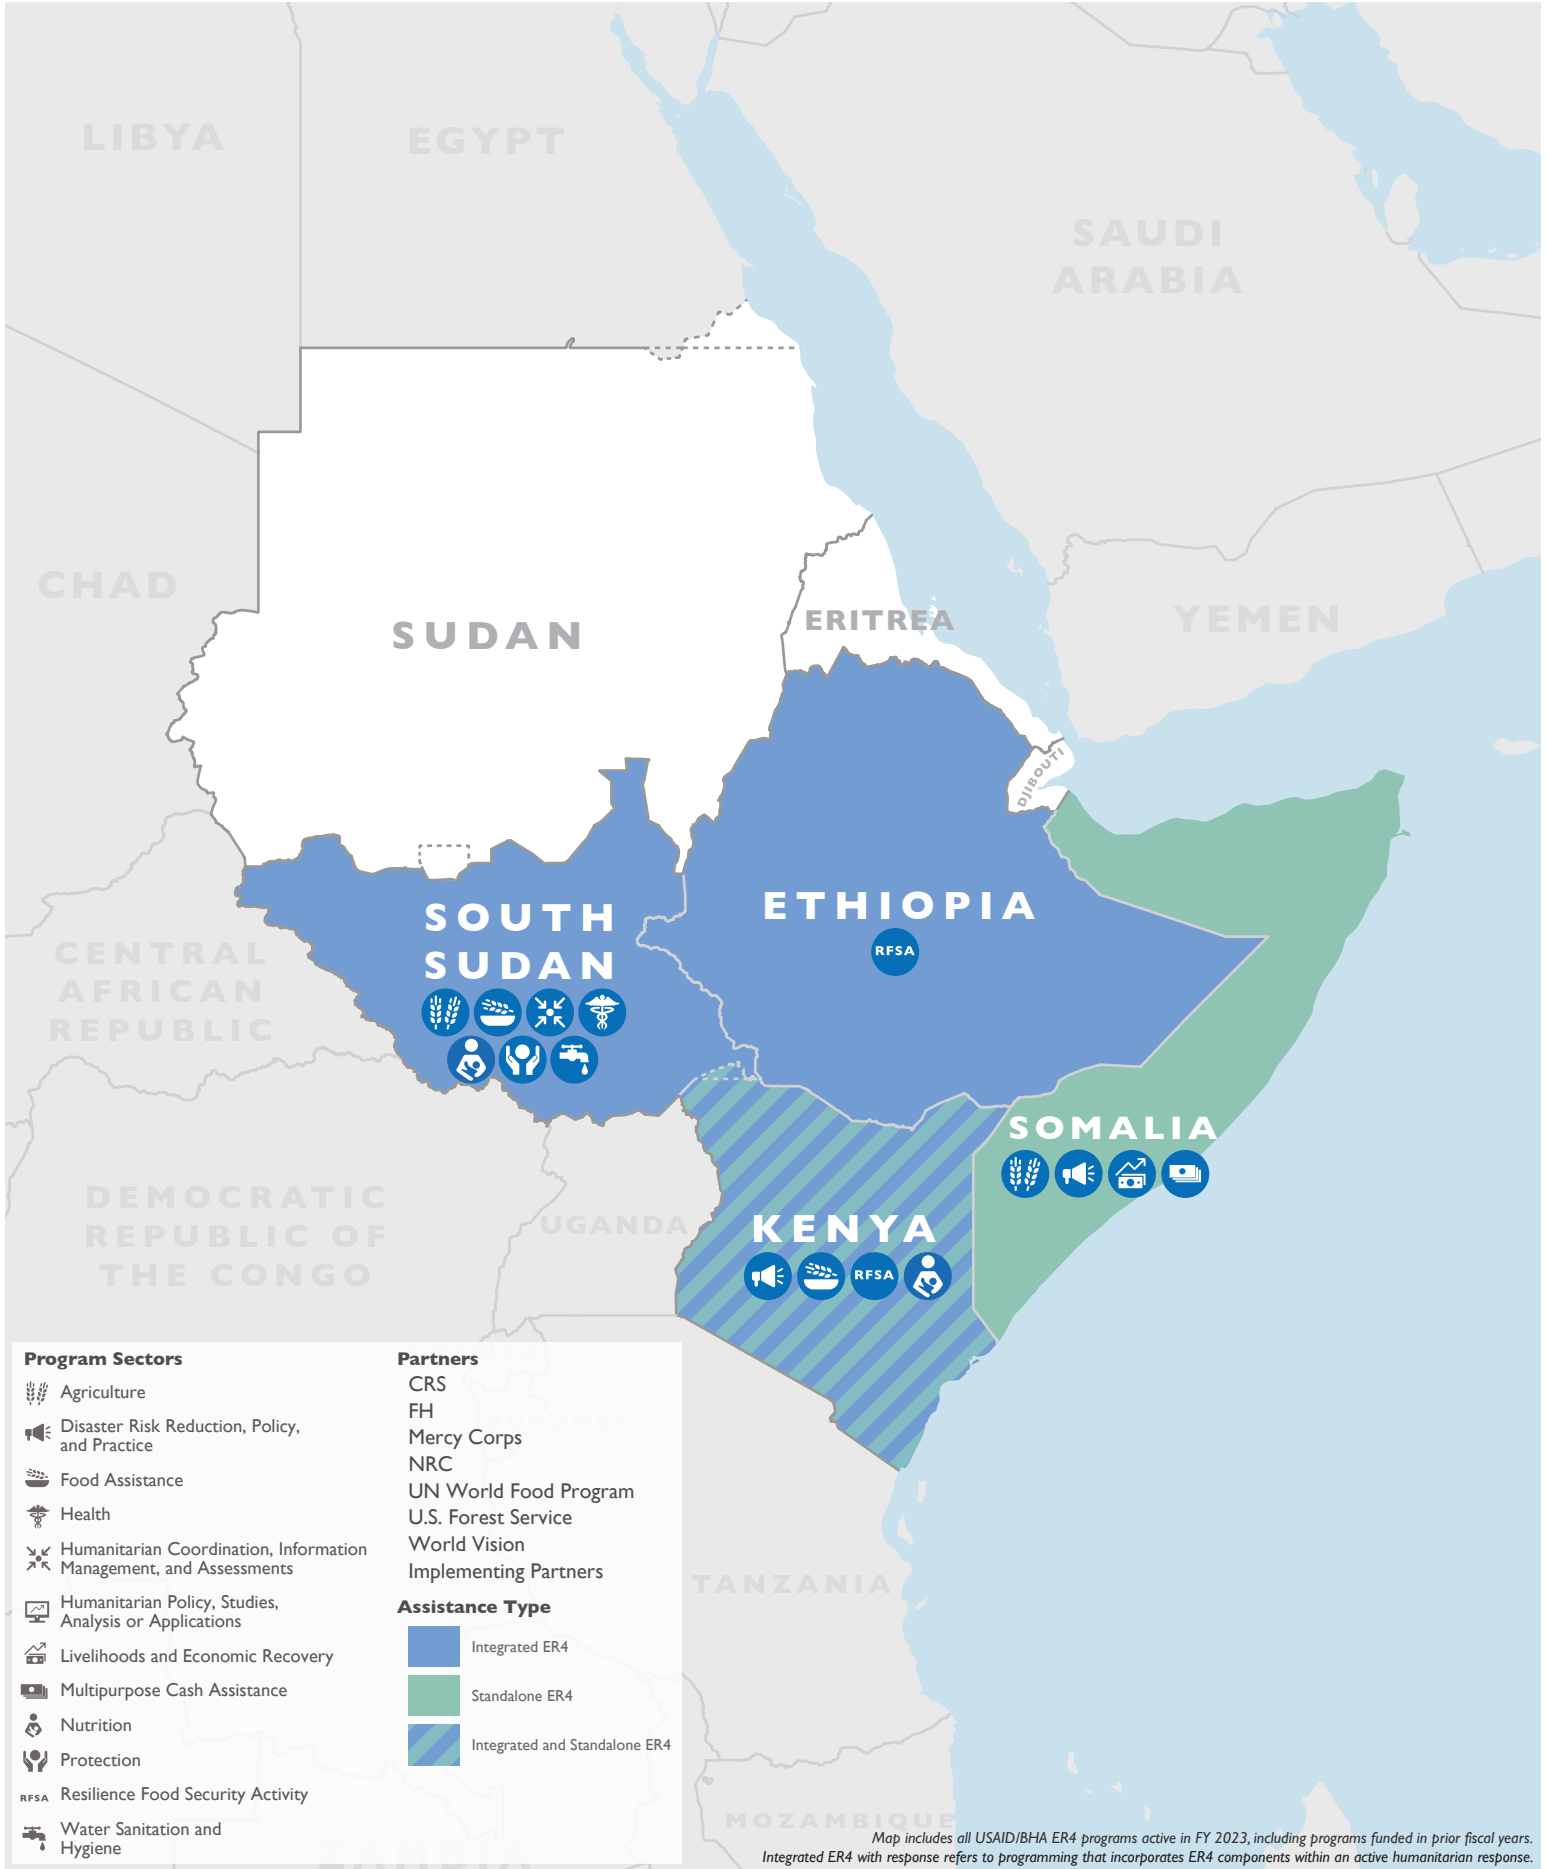 LIBYA
EGYPT
SAUDI
ARABIA
CHAD
SUDAN
ERITREA
YEMEN
DJIBOUTI
SOUTH
SUDAN
ETHIOPIA
RFSA
CENTRAL
AFRICAN
REPUBLIC
SOMALIA
DEMOCRATIC
REPUBLIC OF
THE CONGO
UGANDA
KENYA
RFSA
TANZANIA
MOZAMBIQUE
ZAMBIA
Program Sectors
Agriculture
Disaster Risk Reduction, Policy,
and Practice
Food Assistance
Health
Humanitarian Coordination, Information
Management, and Assessments
Humanitarian Policy, Studies,
Analysis or Applications
Livelihoods and Economic Recovery
Multipurpose Cash Assistance
Nutrition
Protection
RFSA Resilience Food Security Activity
Water Sanitation and
Hygiene
Partners
CRS
FH
Mercy Corps
NRC
UN World Food Program
U.S. Forest Service
World Vision
Implementing Partners
Assistance Type
Integrated ER4
Standalone ER4
Integrated and Standalone ER4
Map includes all USAID/BHA ER4 programs active in FY 2023, including programs funded in prior fiscal years.
Integrated ER4 with response refers to programming that incorporates ER4 components within an active humanitarian response.